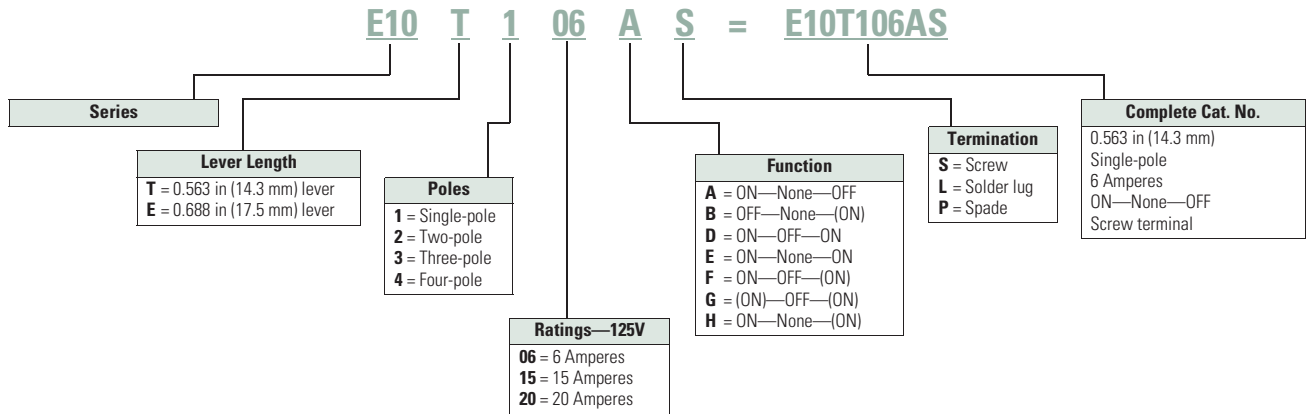 E10 T 1 06 A S = E10T106AS
Series
Lever Length
T = 0.563 in (14.3 mm) lever
E = 0.688 in (17.5 mm) lever
Poles
1 = Single-pole
2 = Two-pole
3 = Three-pole
4 = Four-pole
Ratings—125V
06 = 6 Amperes
15 = 15 Amperes
20 = 20 Amperes
Function
A = ON—None—OFF
B = OFF—None—(ON)
D = ON—OFF—ON
E = ON—None—ON
F = ON—OFF—(ON)
G = (ON)—OFF—(ON)
H = ON—None—(ON)
Termination
S = Screw
L = Solder lug
P = Spade
Complete Cat. No.
0.563 in (14.3 mm)
Single-pole
6 Amperes
ON—None—OFF
Screw terminal